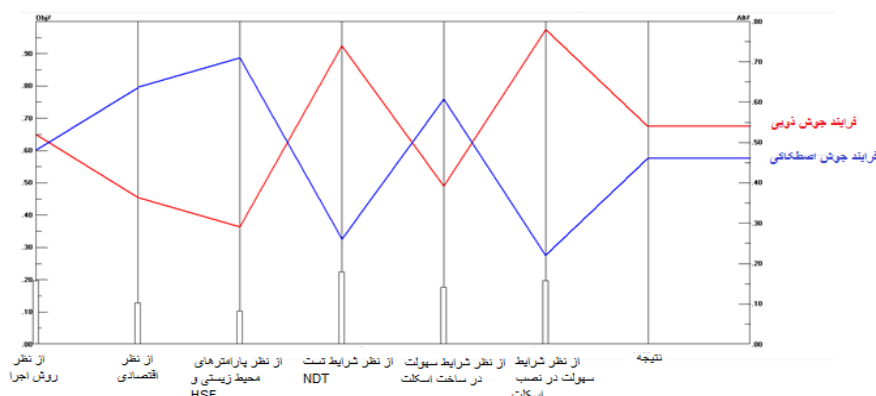 Obj%
Alt%
.90
.80
.70
.60
.50
.40
.30
.20
.10
.00
.80
.70
.60
.50
.40
.30
.20
.10
.00
فرایند جوش ذوبی
فرایند جوش اصطکاکی
از نظر
روش اجرا
از نظر
اقتصادی
از نظر پارامترهای
محیط زیستی و
HSE
از نظر شرایط تست
NDT
از نظر شرایط سهولت
در ساخت اسکلت
از نظر شرایط
سهولت در نصب
اسکلت
نتیجه